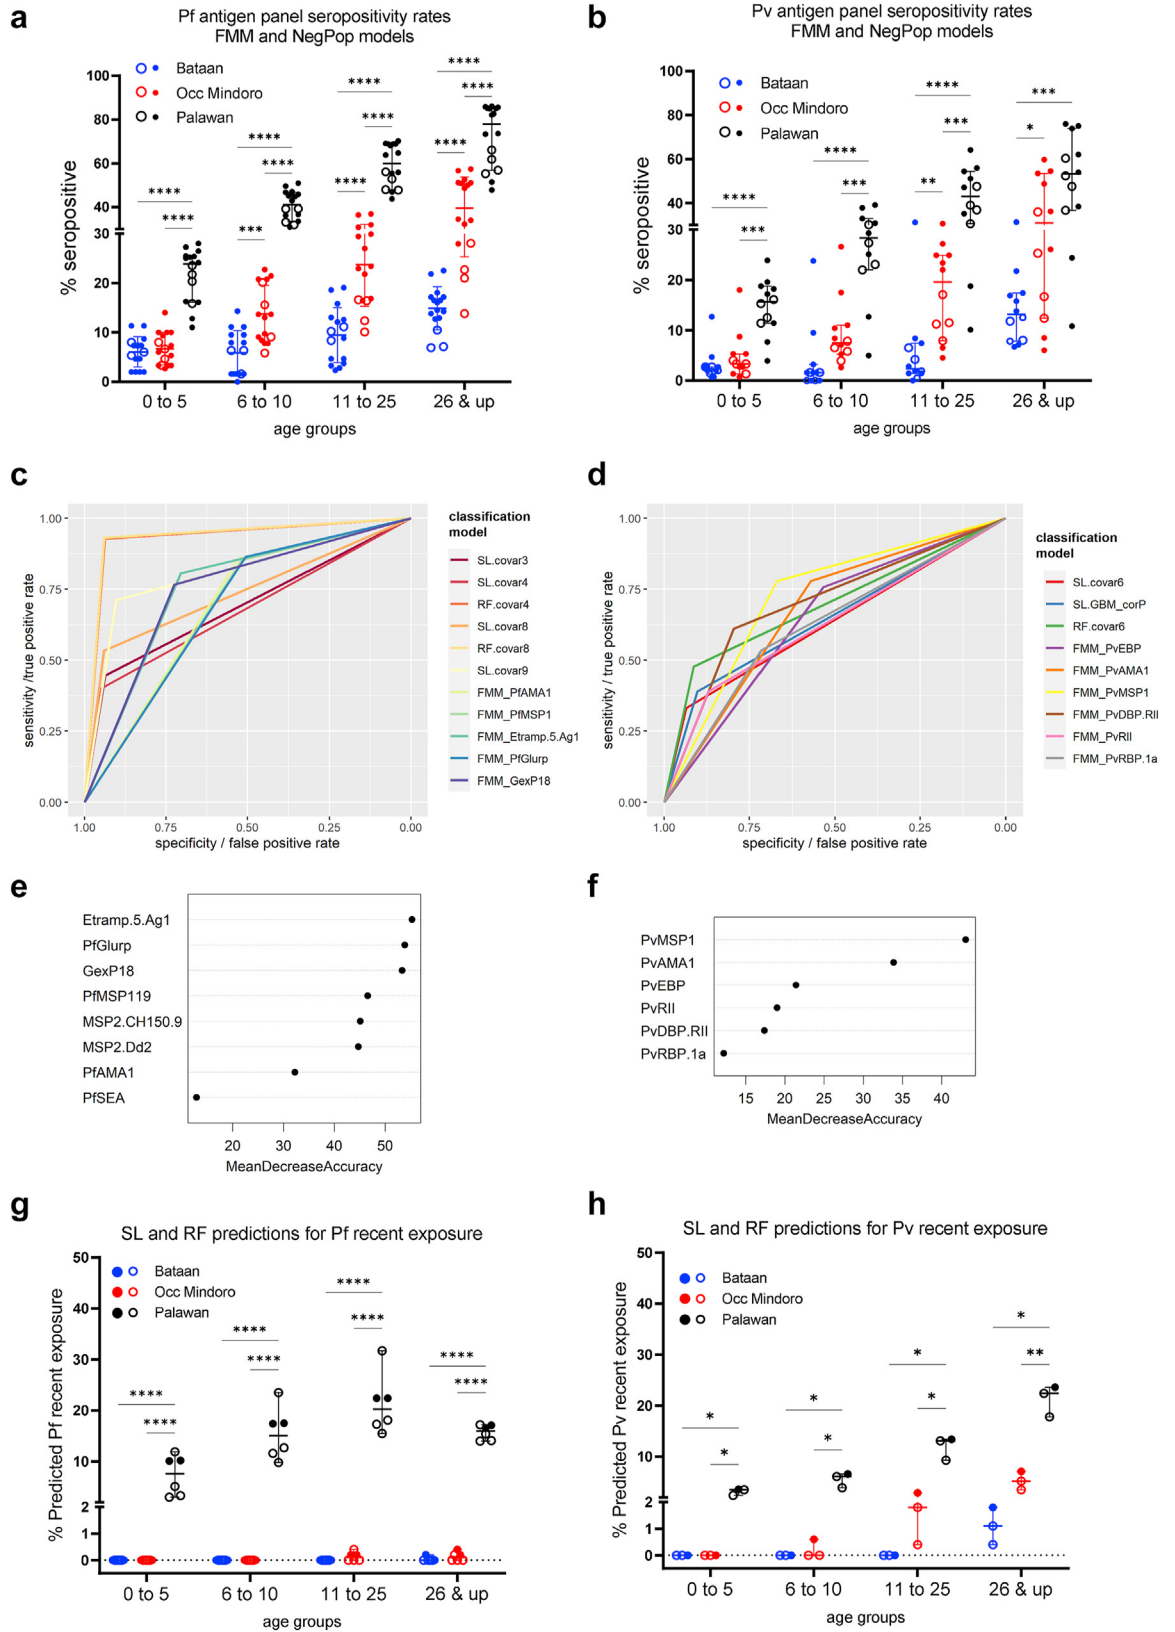 a
Pf antigen panel seropositivity rates
FMM and NegPop models
Bataan
Occ Mindoro
Palawan
% seropositive
100
80
60
40
30
20
10
0
**** **** **** **** *** **** **** **** **** **** ****
0 to 5 6 to 10 11 to 25 26 & up
age groups
b
Pv antigen panel seropositivity rates
FMM and NegPop models
Bataan
Occ Mindoro
Palawan
% seropositive
100
80
60
40
30
20
10
0
**** *** **** *** **** *** ** *** *
0 to 5 6 to 10 11 to 25 26 & up
age groups
c
sensitivity / true positive rate
1.00
0.75
0.50
0.25
0.00
1.00 0.75 0.50 0.25 0.00
specificity / false positive rate
classification
model
SL.covar3
SL.covar4
RF.covar4
SL.covar8
RF.covar8
SL.covar9
FMM_PfAMA1
FMM_PfMSP1
FMM_Etramp.5.Ag1
FMM_PfGlurp
FMM_GexP18
d
sensitivity / true positive rate
1.00
0.75
0.50
0.25
0.00
1.00 0.75 0.50 0.25 0.00
specificity / false positive rate
classification
model
SL.covar6
SL.GBM_corP
RF.covar6
FMM_PvEBP
FMM_PvAMA1
FMM_PvMSP1
FMM_PvDBP.RII
FMM_PvRII
FMM_PvRBP.1a
e
Etramp.5.Ag1
PfGlurp
GexP18
PfMSP119
MSP2.CH150.9
MSP2.Dd2
PfAMA1
PfSEA
20 30 40 50
MeanDecreaseAccuracy
f
PvMSP1
PvAMA1
PvEBP
PvRII
PvDBP.RII
PvRBP.1a
15 20 25 30 35 40
MeanDecreaseAccuracy
g
SL and RF predictions for Pf recent exposure
Bataan
Occ Mindoro
Palawan
% Predicted Pf recent exposure
50
40
30
20
10
2
1
0
**** **** **** **** **** **** **** ****
0 to 5 6 to 10 11 to 25 26 & up
age groups
h
SL and RF predictions for Pv recent exposure
Bataan
Occ Mindoro
Palawan
% Predicted Pv recent exposure
50
40
30
20
10
2
1
0
* * * * * * * **
0 to 5 6 to 10 11 to 25 26 & up
age groups